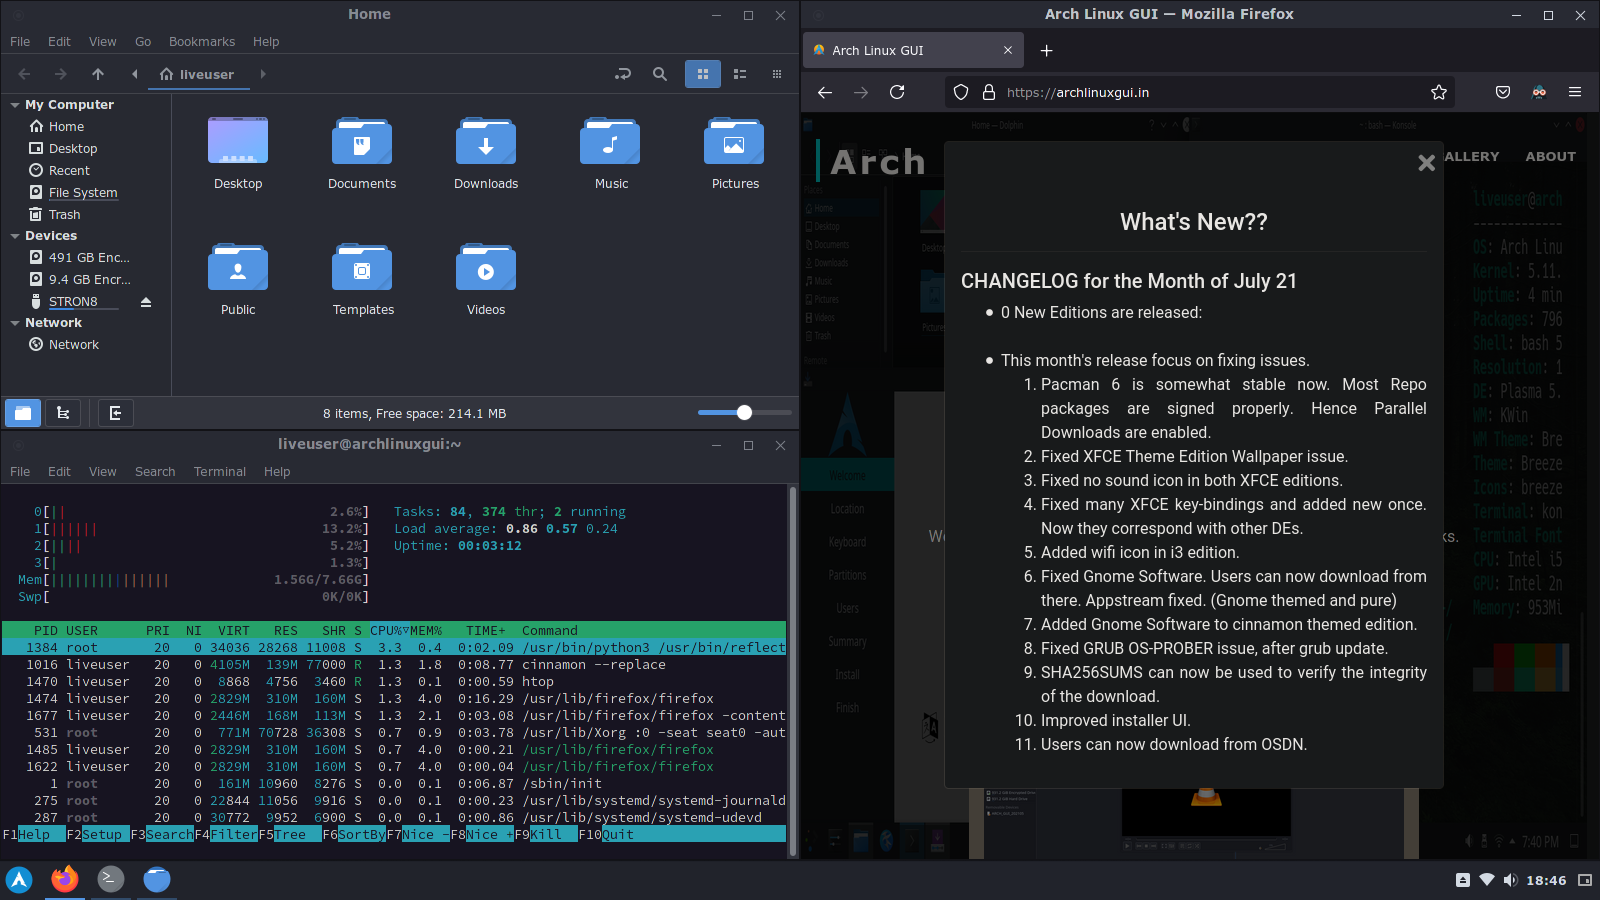 Home
File Edit View Go Bookmarks Help
liveuser
My Computer
Home
Desktop
Recent
File System
Trash
Devices
491 GB Enc...
9.4 GB Encr...
STRON8
Network
Network
Desktop Documents Downloads Music Pictures
Public Templates Videos
8 items, Free space: 214.1 MB
liveuser@archlinuxgui:~
File Edit View Search Terminal Help
0[|| 2.6%] Tasks: 84, 374 thr; 2 running
1[|||||| 13.2%] Load average: 0.86 0.57 0.24
2[|||| 5.2%] Uptime: 00:03:12
3[| 1.3%]
Mem[||||||||||||||| 1.56G/7.66G]
Swp[ 0K/0K]
PID USER PRI NI VIRT RES SHR S CPU%▽MEM% TIME+ Command
1384 root 20 0 34036 28268 11008 S 3.3 0.4 0:02.09 /usr/bin/python3 /usr/bin/reflect
1016 liveuser 20 0 4105M 139M 77000 R 1.3 1.8 0:08.77 cinnamon --replace
1470 liveuser 20 0 8868 4756 3460 R 1.3 0.1 0:00.59 htop
1474 liveuser 20 0 2829M 310M 160M S 1.3 4.0 0:16.29 /usr/lib/firefox/firefox
1677 liveuser 20 0 2446M 168M 113M S 1.3 2.1 0:03.08 /usr/lib/firefox/firefox -content
531 root 20 0 771M 70728 36308 S 0.7 0.9 0:03.78 /usr/lib/Xorg :0 -seat seat0 -aut
1485 liveuser 20 0 2829M 310M 160M S 0.7 4.0 0:00.21 /usr/lib/firefox/firefox
1622 liveuser 20 0 2829M 310M 160M S 0.7 4.0 0:00.04 /usr/lib/firefox/firefox
1 root 20 0 161M 10960 8276 S 0.0 0.1 0:06.87 /sbin/init
275 root 20 0 22844 11056 9916 S 0.0 0.1 0:00.23 /usr/lib/systemd/systemd-journald
287 root 20 0 30772 9952 6900 S 0.0 0.1 0:00.86 /usr/lib/systemd/systemd-udevd
F1Help F2Setup F3SearchF4FilterF5Tree F6SortByF7Nice -F8Nice +F9Kill F10Quit
Arch Linux GUI — Mozilla Firefox
Arch Linux GUI
https://archlinuxgui.in
Home — Dolphin
~ : bash — Konsole
Arch
ALLERY ABOUT
What's New??
CHANGELOG for the Month of July 21
0 New Editions are released:
This month's release focus on fixing issues.
1. Pacman 6 is somewhat stable now. Most Repo
packages are signed properly. Hence Parallel
Downloads are enabled.
2. Fixed XFCE Theme Edition Wallpaper issue.
3. Fixed no sound icon in both XFCE editions.
4. Fixed many XFCE key-bindings and added new once.
Now they correspond with other DEs.
5. Added wifi icon in i3 edition.
6. Fixed Gnome Software. Users can now download from
there. Appstream fixed. (Gnome themed and pure)
7. Added Gnome Software to cinnamon themed edition.
8. Fixed GRUB OS-PROBER issue, after grub update.
9. SHA256SUMS can now be used to verify the integrity
of the download.
10. Improved installer UI.
11. Users can now download from OSDN.
Places
Home
Desktop
Documents
Downloads
Music
Pictures
Videos
Trash
Welcome
Location
Keyboard
Partitions
Users
Summary
Install
Finish
liveuser@arch
OS: Arch Linu
Kernel: 5.11.
Uptime: 4 min
Packages: 796
Shell: bash 5
Resolution: 1
DE: Plasma 5.
WM: KWin
WM Theme: Bre
Theme: Breeze
Icons: breeze
Terminal: kon
Terminal Font
CPU: Intel i5
GPU: Intel 2n
Memory: 953Mi
7:40 PM
18:46